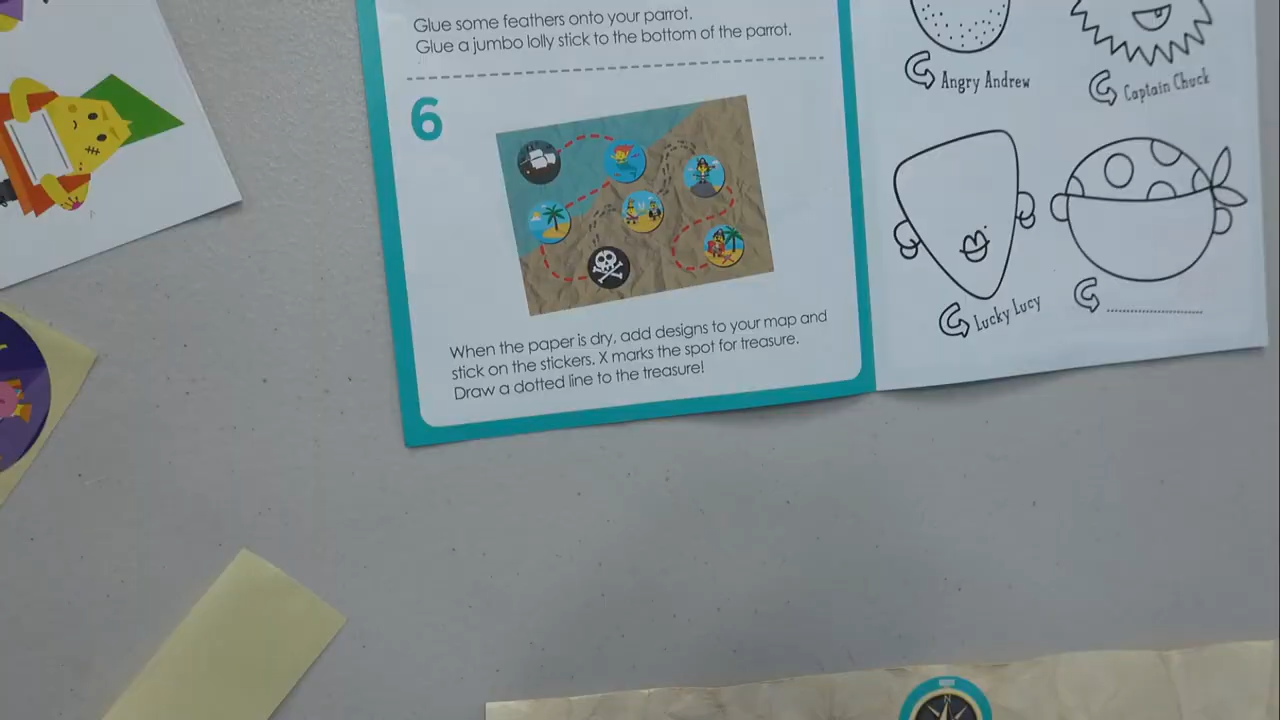 Glue some feathers onto your parrot.
Glue a jumbo lolly stick to the bottom of the parrot.
6
When the paper is dry, add designs to your map and
stick on the stickers. X marks the spot for treasure.
Draw a dotted line to the treasure!
Angry Andrew
Captain Chuck
Lucky Lucy
N